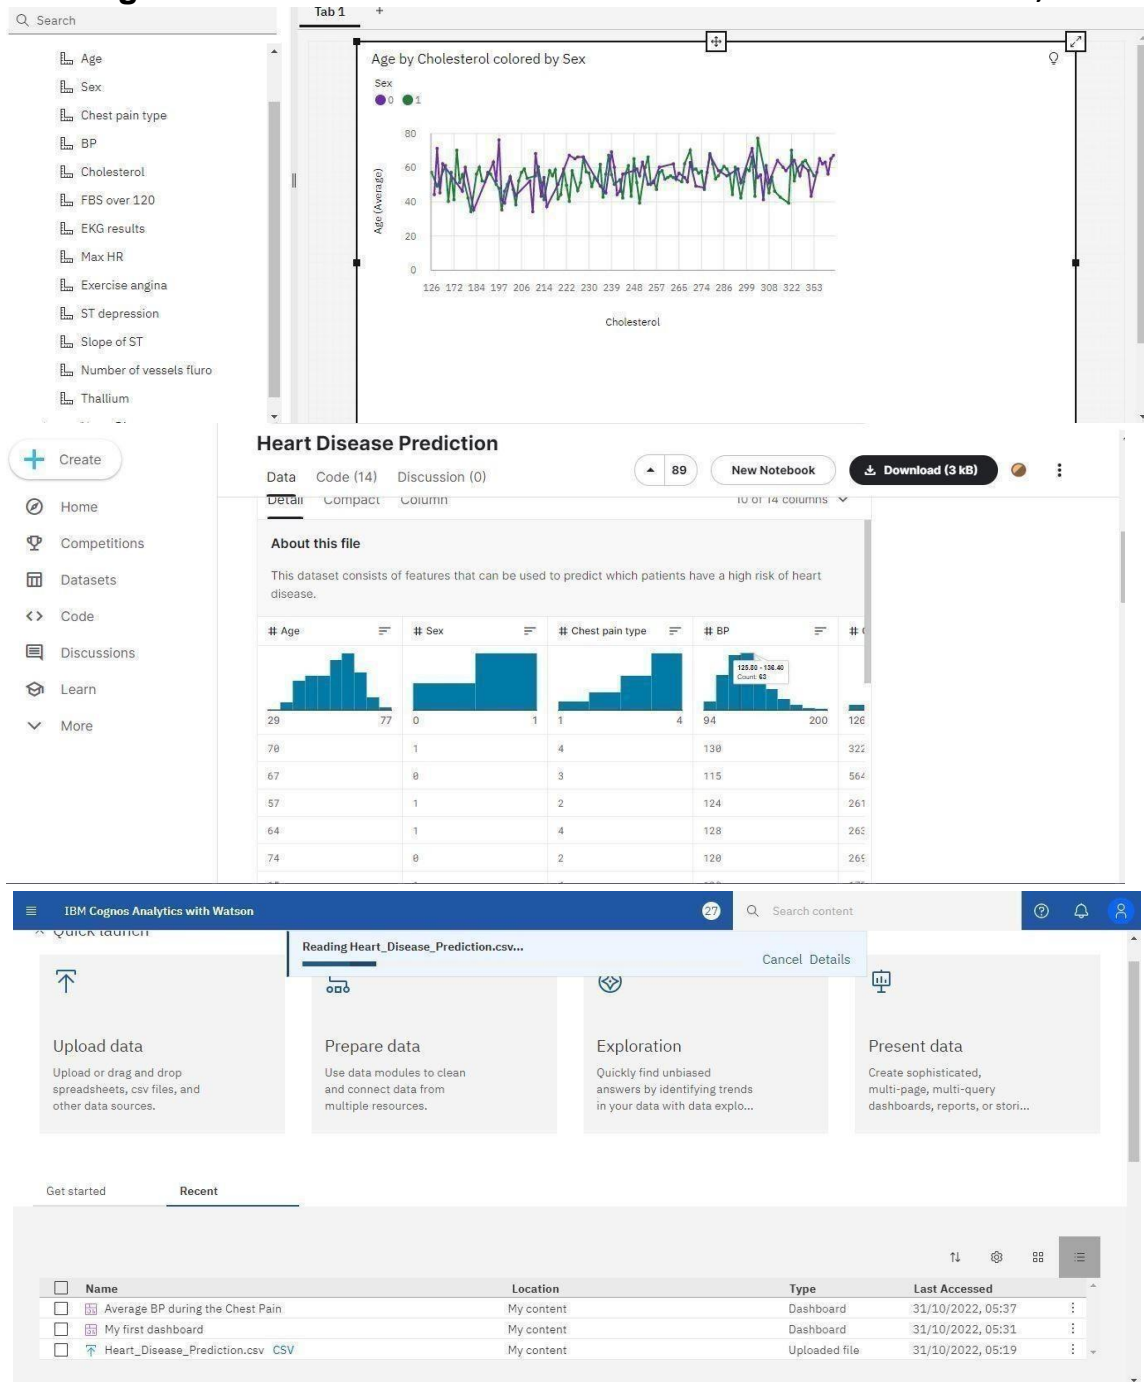 Search
Tab 1 +
Age
Sex
Chest pain type
BP
Cholesterol
FBS over 120
EKG results
Max HR
Exercise angina
ST depression
Slope of ST
Number of vessels fluro
Thallium
Age by Cholesterol colored by Sex
Sex
0 1
80
60
40
20
0
Age (Average)
126 172 184 197 206 214 222 230 239 248 257 266 274 286 299 308 322 353
Cholesterol
Create
Home
Competitions
Datasets
Code
Discussions
Learn
More
Heart Disease Prediction
Data Code (14) Discussion (0)
89 New Notebook Download (3 kB)
Detail Compact Column
10 of 14 columns
About this file
This dataset consists of features that can be used to predict which patients have a high risk of heart
disease.
# Age # Sex # Chest pain type # BP #
125.80 - 136.40
Count: 63
29 77 0 1 1 4 94 200 126
70 1 4 130 322
67 0 3 115 564
57 1 2 124 261
64 1 4 128 263
74 0 2 120 269
IBM Cognos Analytics with Watson
27
Search content
Quick launch
Reading Heart_Disease_Prediction.csv...
Cancel Details
Upload data
Upload or drag and drop
spreadsheets, csv files, and
other data sources.
Prepare data
Use data modules to clean
and connect data from
multiple resources.
Exploration
Quickly find unbiased
answers by identifying trends
in your data with data explo...
Present data
Create sophisticated,
multi-page, multi-query
dashboards, reports, or stori...
Get started Recent
Name Location Type Last Accessed
Average BP during the Chest Pain My content Dashboard 31/10/2022, 05:37
My first dashboard My content Dashboard 31/10/2022, 05:31
Heart_Disease_Prediction.csv CSV My content Uploaded file 31/10/2022, 05:19